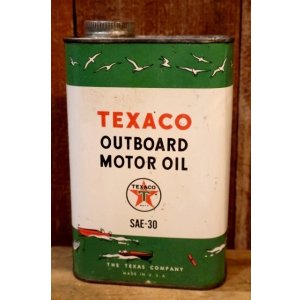 TEXACO
OUTBOARD
MOTOR OIL
TEXACO
SAE-30
THE TEXAS COMPANY
MADE IN U.S.A.